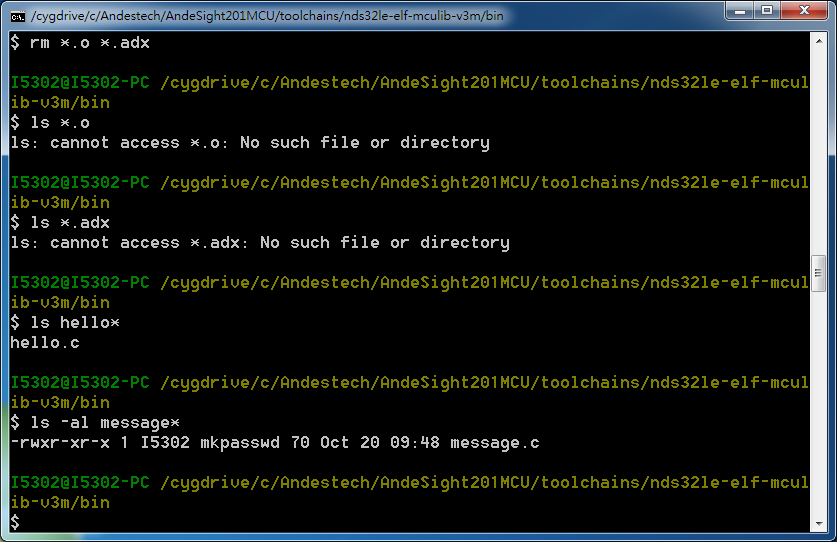 /cygdrive/c/Andestech/AndeSight201MCU/toolchains/nds32le-elf-mculib-v3m/bin
$ rm *.o *.adx
I5302@I5302-PC /cygdrive/c/Andestech/AndeSight201MCU/toolchains/nds32le-elf-mcul
ib-v3m/bin
$ ls *.o
ls: cannot access *.o: No such file or directory
I5302@I5302-PC /cygdrive/c/Andestech/AndeSight201MCU/toolchains/nds32le-elf-mcul
ib-v3m/bin
$ ls *.adx
ls: cannot access *.adx: No such file or directory
I5302@I5302-PC /cygdrive/c/Andestech/AndeSight201MCU/toolchains/nds32le-elf-mcul
ib-v3m/bin
$ ls hello*
hello.c
I5302@I5302-PC /cygdrive/c/Andestech/AndeSight201MCU/toolchains/nds32le-elf-mcul
ib-v3m/bin
$ ls -al message*
-rwxr-xr-x 1 I5302 mkpasswd 70 Oct 20 09:48 message.c
I5302@I5302-PC /cygdrive/c/Andestech/AndeSight201MCU/toolchains/nds32le-elf-mcul
ib-v3m/bin
$